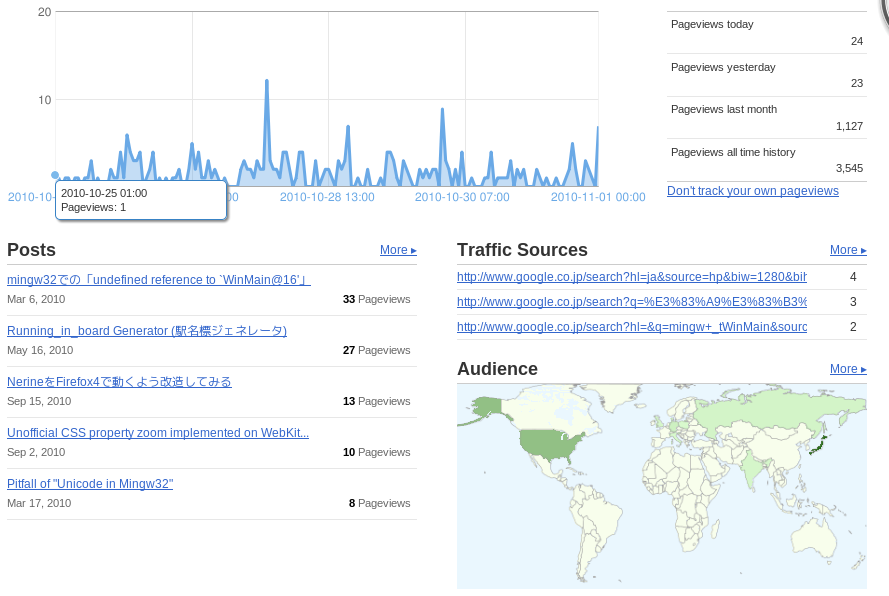 20
10
2010-10-
00
2010-10-28 13:00
2010-10-30 07:00
2010-11-01 00:00
2010-10-25 01:00
Pageviews: 1
Pageviews today
24
Pageviews yesterday
23
Pageviews last month
1,127
Pageviews all time history
3,545
Don't track your own pageviews
Posts
More ▸
mingw32での「undefined reference to `WinMain@16'」
Mar 6, 2010
33 Pageviews
Running_in_board Generator (駅名標ジェネレータ)
May 16, 2010
27 Pageviews
NerineをFirefox4で動くよう改造してみる
Sep 15, 2010
13 Pageviews
Unofficial CSS property zoom implemented on WebKit...
Sep 2, 2010
10 Pageviews
Pitfall of "Unicode in Mingw32"
Mar 17, 2010
8 Pageviews
Traffic Sources
More ▸
http://www.google.co.jp/search?hl=ja&source=hp&biw=1280&bih
4
http://www.google.co.jp/search?q=%E3%83%A9%E3%83%B3%
3
http://www.google.co.jp/search?hl=&q=mingw+_tWinMain&sourc
2
Audience
More ▸